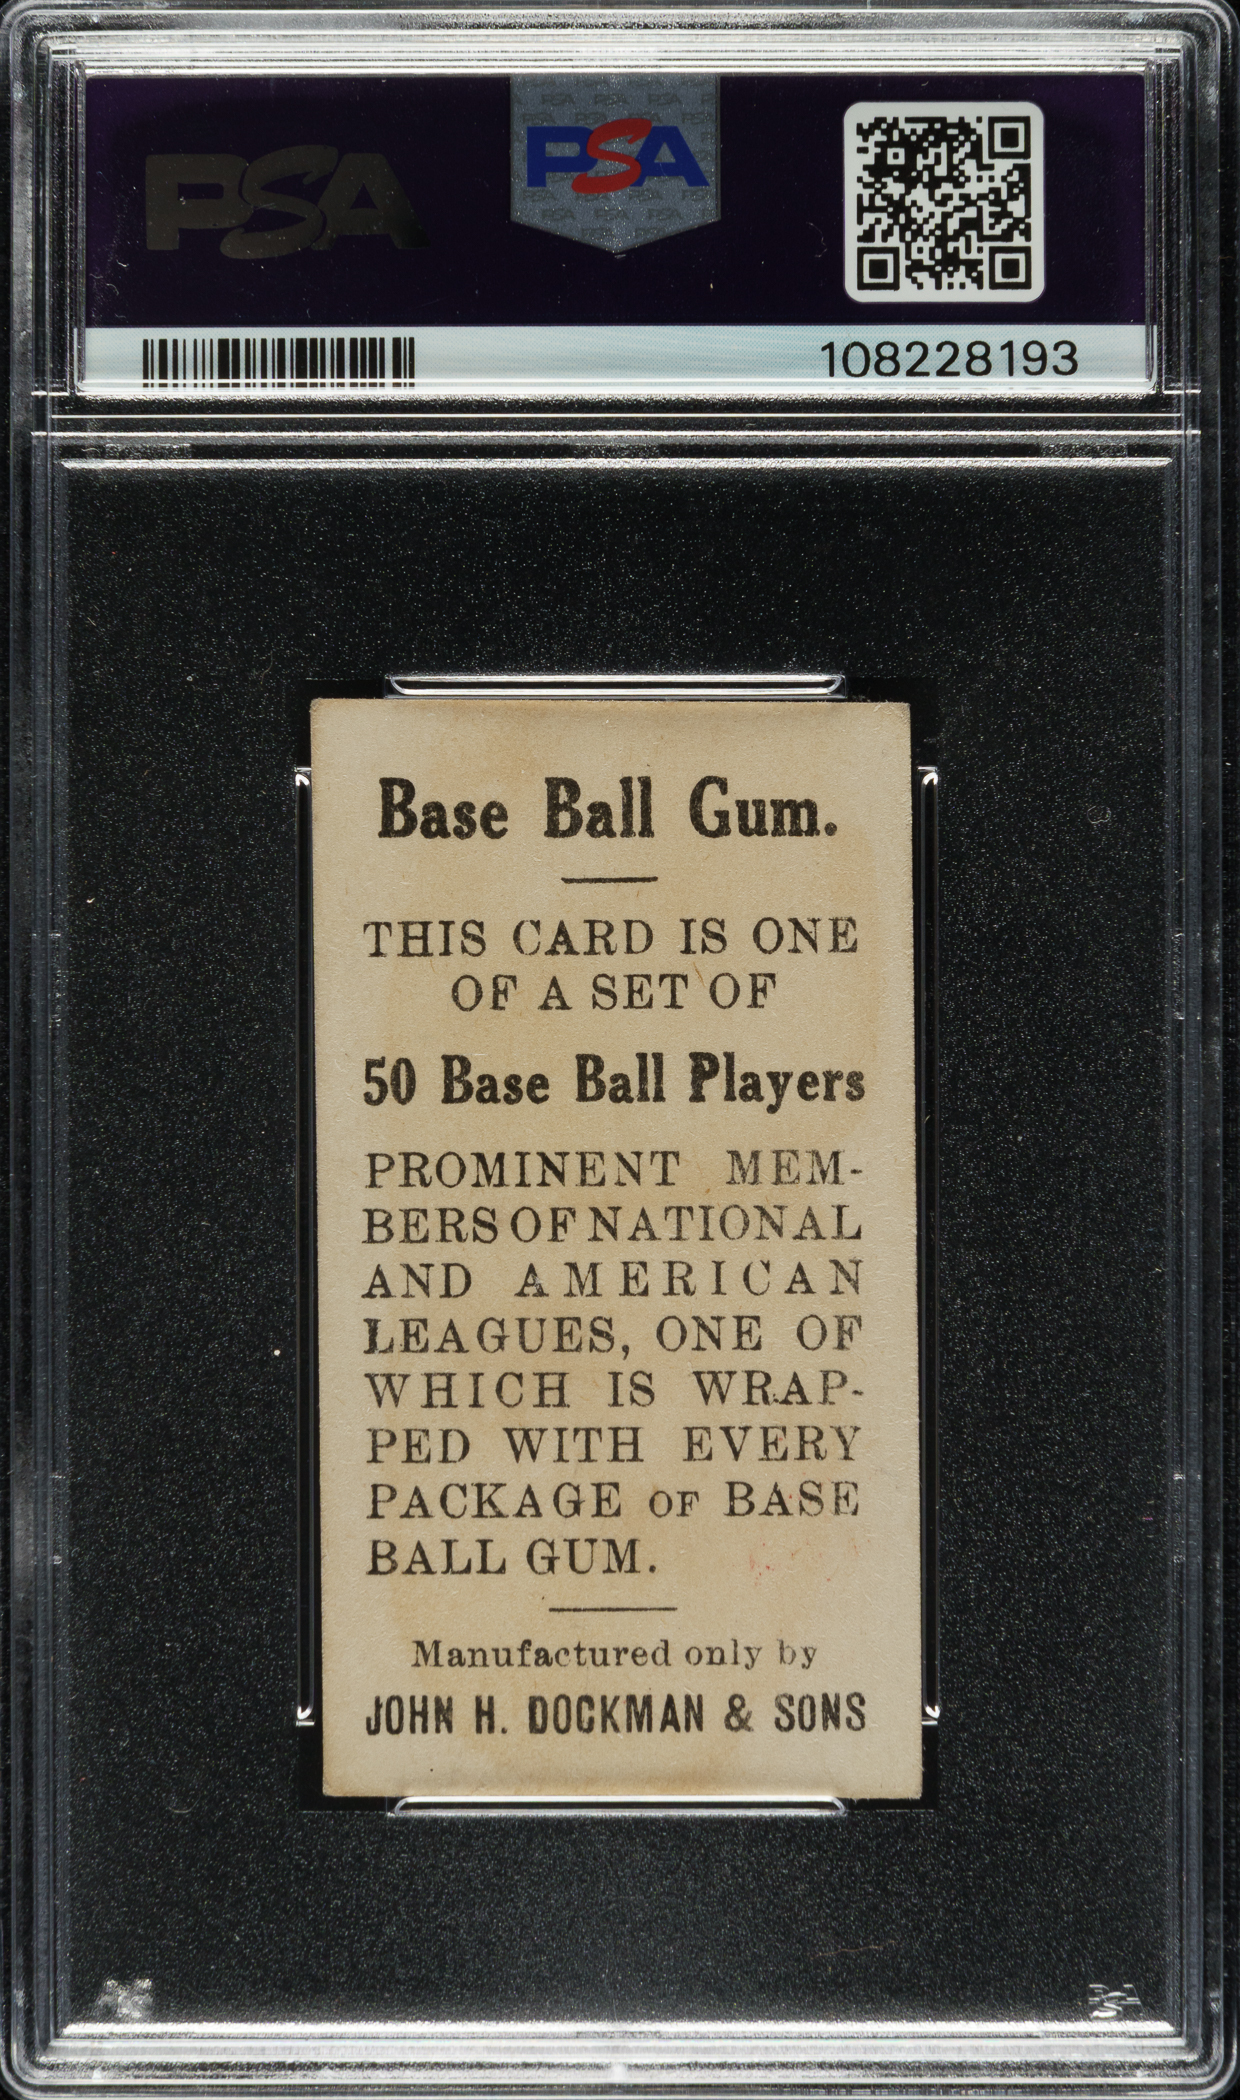 PSA
PSA
108228193
Base Ball Gum.
THIS CARD IS ONE
OF A SET OF
50 Base Ball Players
PROMINENT MEM-
BERS OF NATIONAL
AND AMERICAN
LEAGUES, ONE OF
WHICH IS WRAP-
PED WITH EVERY
PACKAGE OF BASE
BALL GUM.
Manufactured only by
JOHN H. DOCKMAN & SONS